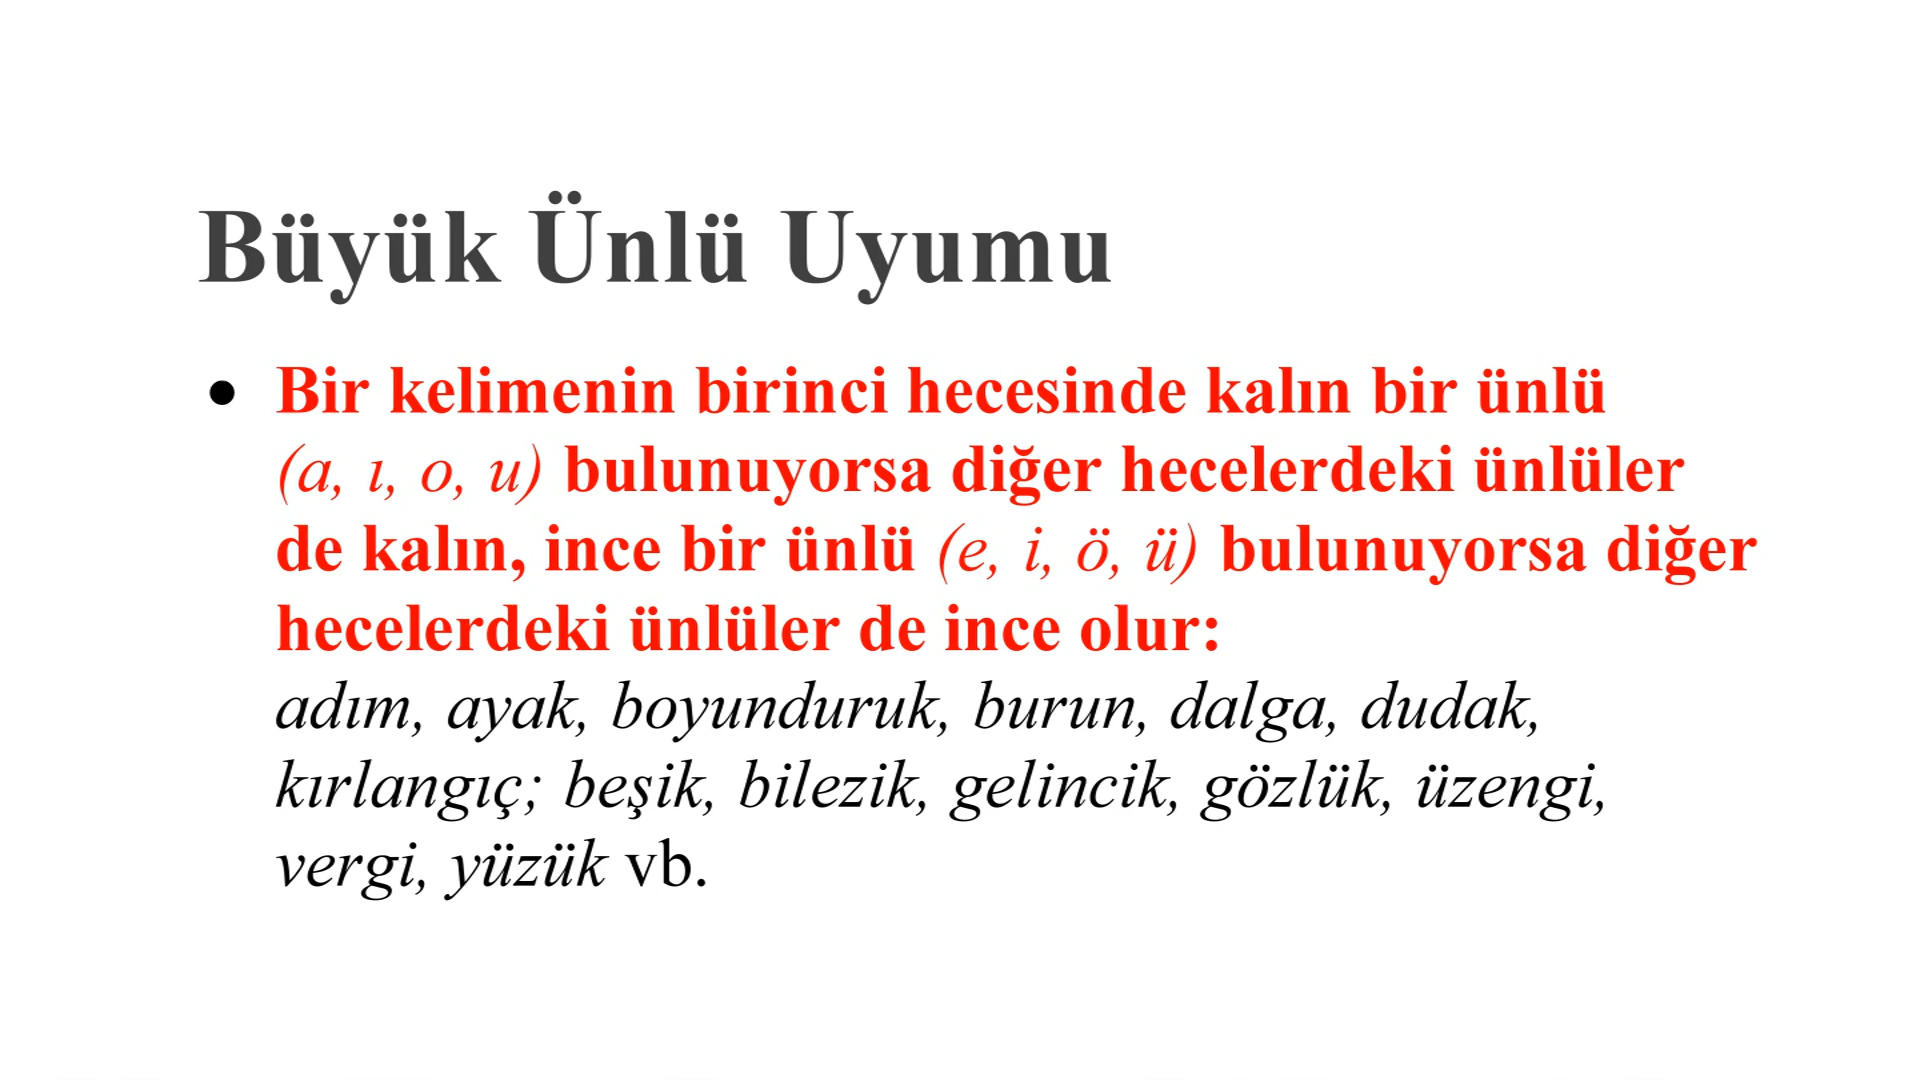 Büyük Ünlü Uyumu
● Bir kelimenin birinci hecesinde kalın bir ünlü
(a, ı, o, u) bulunuyorsa diğer hecelerdeki ünlüler
de kalın, ince bir ünlü (e, i, ö, ü) bulunuyorsa diğer
hecelerdeki ünlüler de ince olur:
adım, ayak, boyunduruk, burun, dalga, dudak,
kırlangıç; beşik, bilezik, gelincik, gözlük, üzengi,
vergi, yüzük vb.